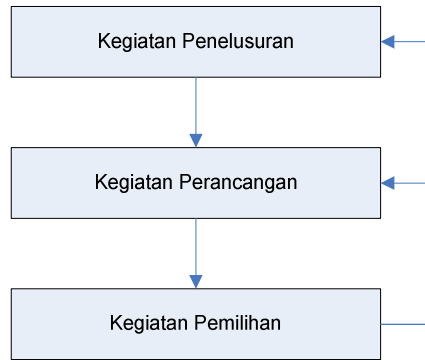 Kegiatan Penelusuran
Kegiatan Perancangan
Kegiatan Pemilihan